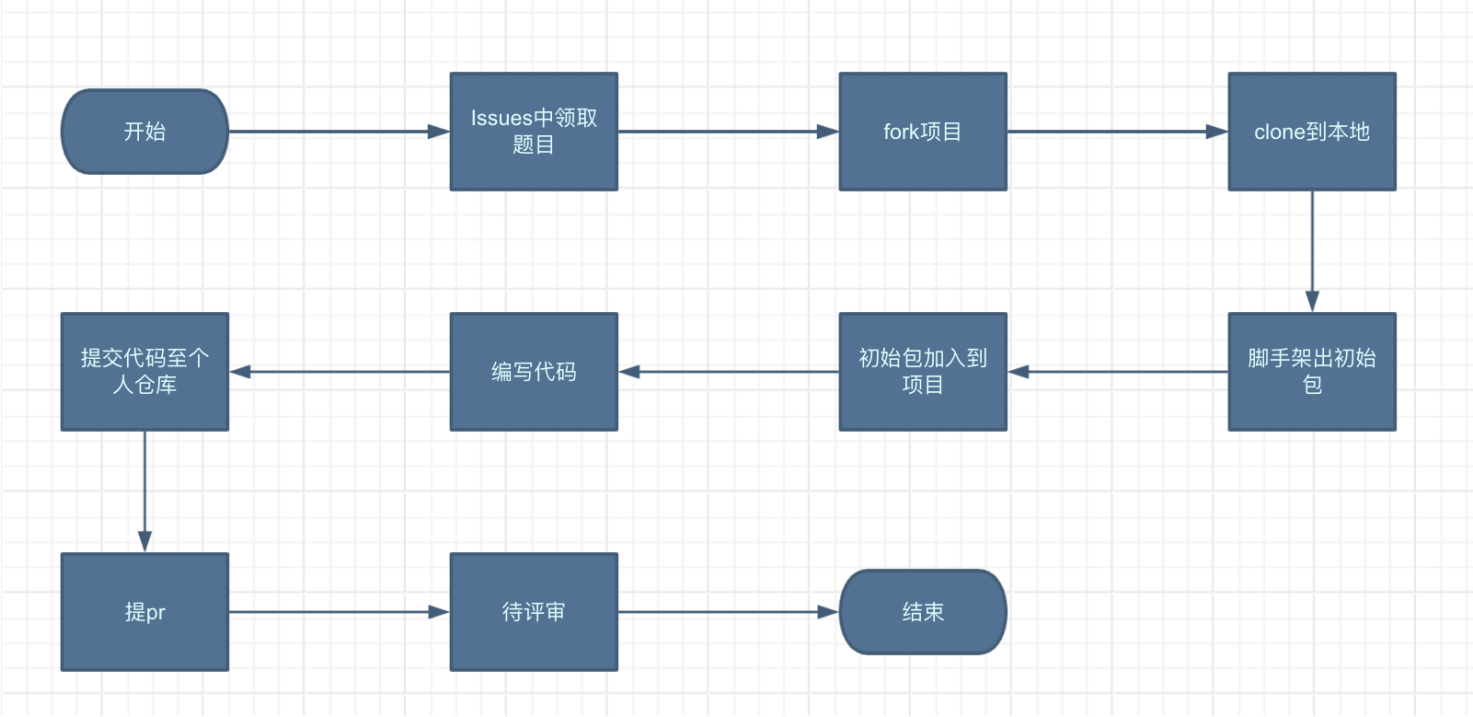 开始
Issues中领取
题目
fork项目
clone到本地
脚手架出初始
包
初始包加入到
项目
编写代码
提交代码至个
人仓库
提pr
待评审
结束